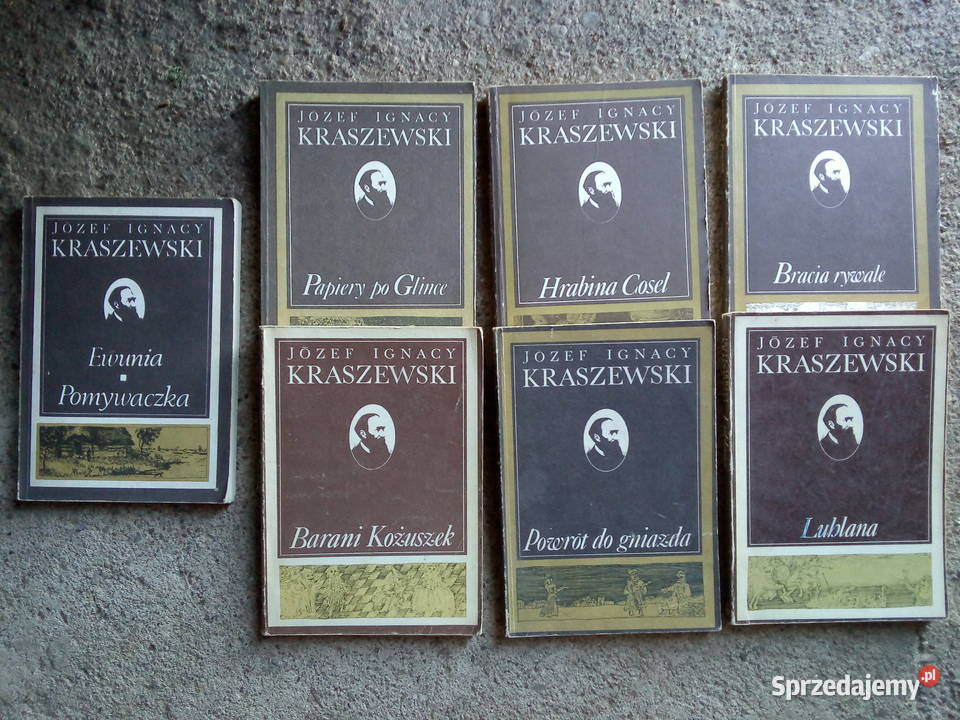 JÓZEF IGNACY
KRASZEWSKI
Ewunia
Pomywaczka
JÓZEF IGNACY
KRASZEWSKI
Papiery po Glince
JÓZEF IGNACY
KRASZEWSKI
Hrabina Cosel
JÓZEF IGNACY
KRASZEWSKI
Bracia rywale
JÓZEF IGNACY
KRASZEWSKI
Barani Kożuszek
JÓZEF IGNACY
KRASZEWSKI
Powrót do gniazda
JÓZEF IGNACY
KRASZEWSKI
Lublana
Sprzedajemy.pl